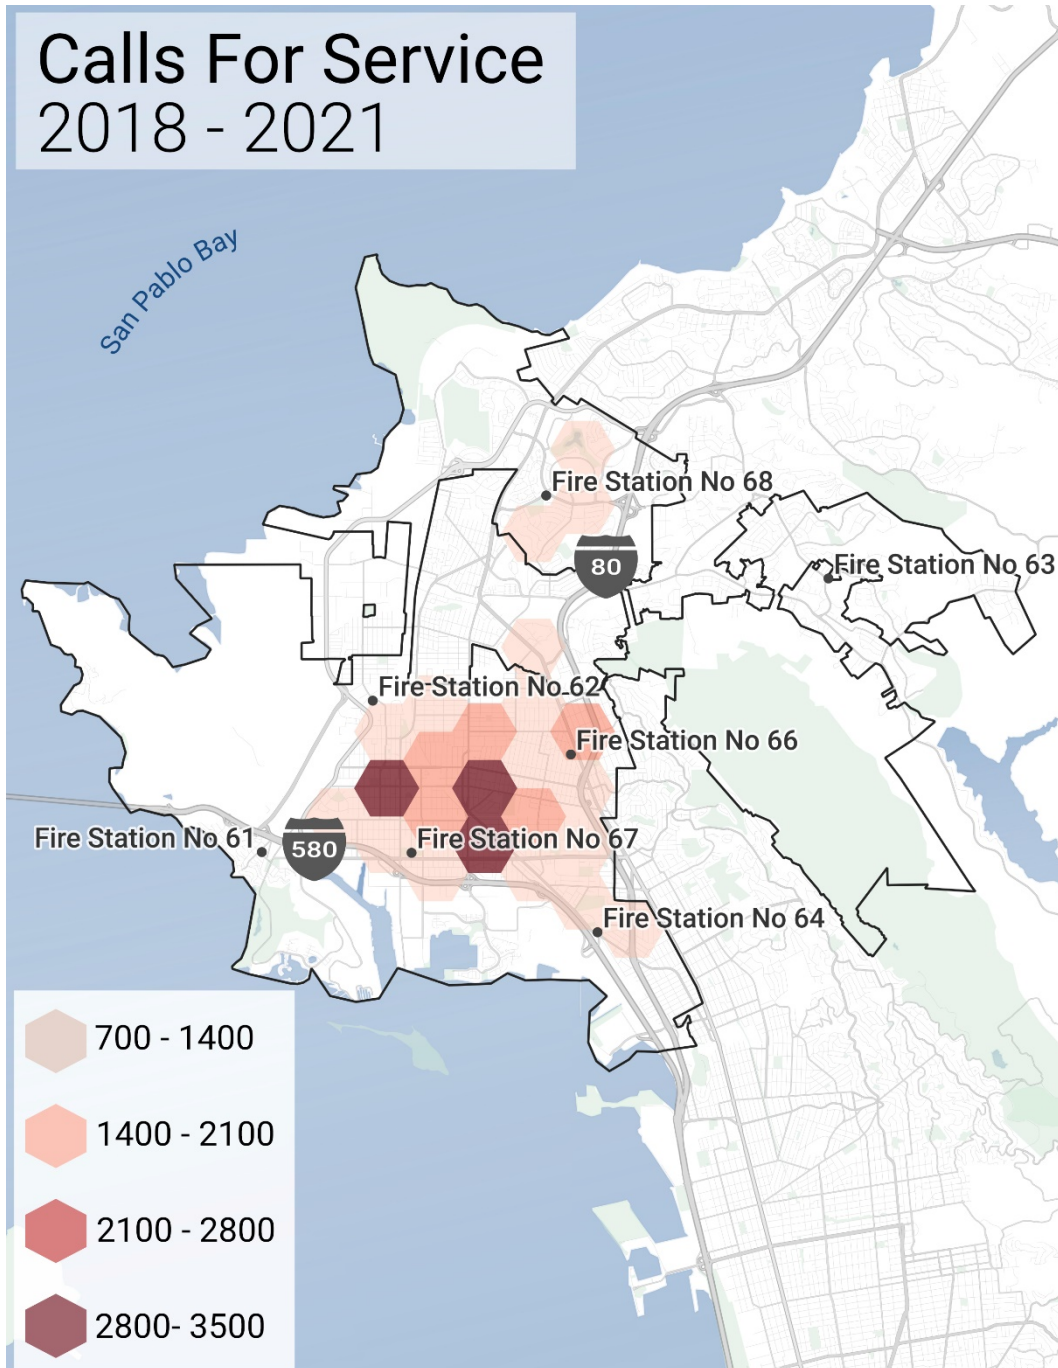 Calls For Service
2018 - 2021
San Pablo Bay
Fire Station No 68
80
Fire Station No 63
Fire Station No 62
Fire Station No 66
Fire Station No 61
580
Fire Station No 67
Fire Station No 64
700 - 1400
1400 - 2100
2100 - 2800
2800- 3500